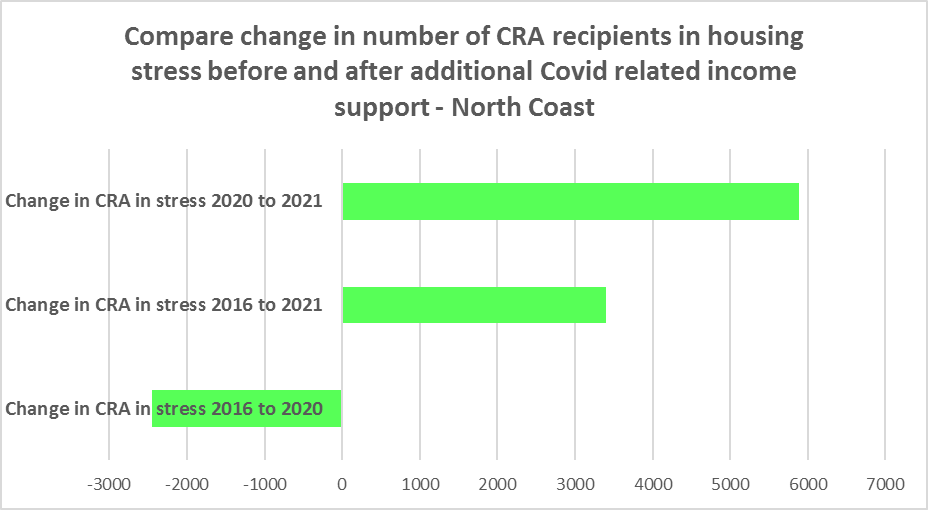 Compare change in number of CRA recipients in housing
stress before and after additional Covid related income
support - North Coast
Change in CRA in stress 2020 to 2021
Change in CRA in stress 2016 to 2021
Change in CRA in stress 2016 to 2020
-3000 -2000 -1000 0 1000 2000 3000 4000 5000 6000 7000